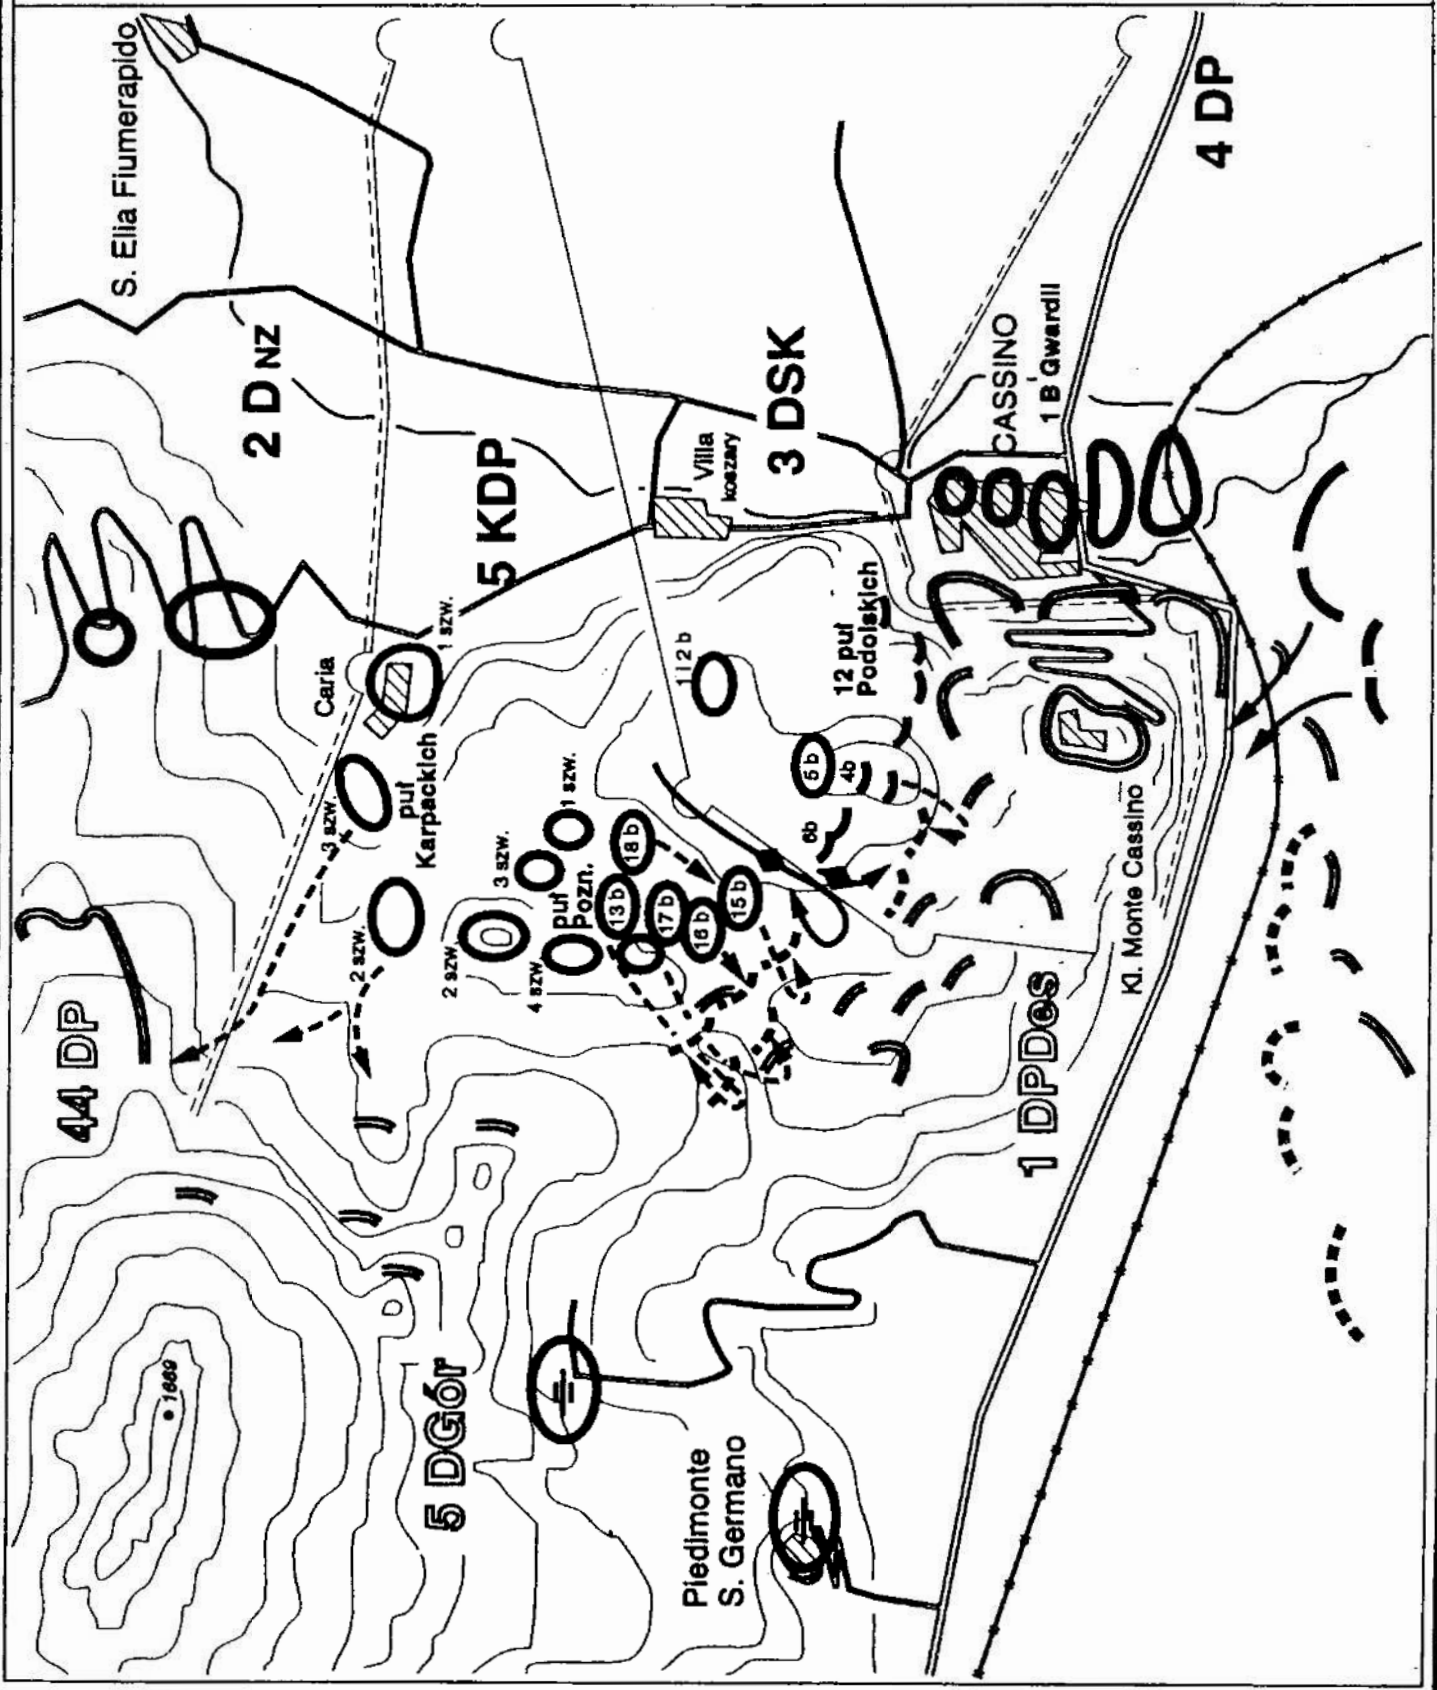 S. Elia Fiumerapido
2 D NZ
44 DP
Caria
1 szw.
3 szw.
puł
Karpackich
2 szw.
5 KDP
Villa
koszary
3 DSK
CASSINO
1 B Gwardii
4 DP
1 szw.
3 szw.
puł
Pozn.
2 szw.
4 szw.
18 b
13 b
17 b
16 b
15 b
1 i 2 b
12 puł
Podolskich
5 b
4b
6b
Kl. Monte Cassino
1 DPDes
5 DGór
1669
Piedimonte
S. Germano